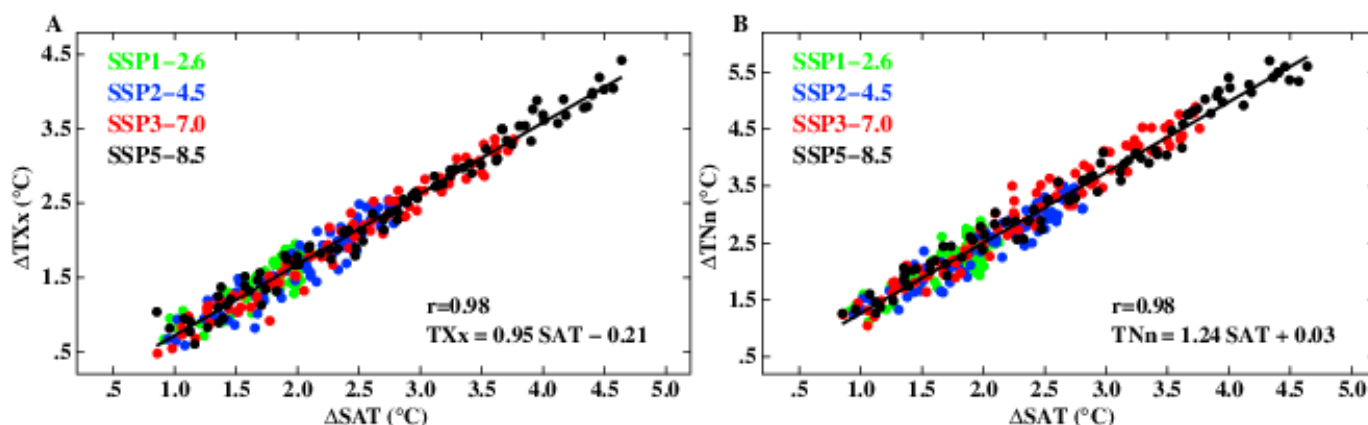 A
4.5
3.5
2.5
1.5
.5
ΔTXx (°C)
SSP1−2.6
SSP2−4.5
SSP3−7.0
SSP5−8.5
r=0.98
TXx = 0.95 SAT − 0.21
.5 1.0 1.5 2.0 2.5 3.0 3.5 4.0 4.5 5.0
ΔSAT (°C)
B
5.5
4.5
3.5
2.5
1.5
.5
ΔTNn (°C)
SSP1−2.6
SSP2−4.5
SSP3−7.0
SSP5−8.5
r=0.98
TNn = 1.24 SAT + 0.03
.5 1.0 1.5 2.0 2.5 3.0 3.5 4.0 4.5 5.0
ΔSAT (°C)